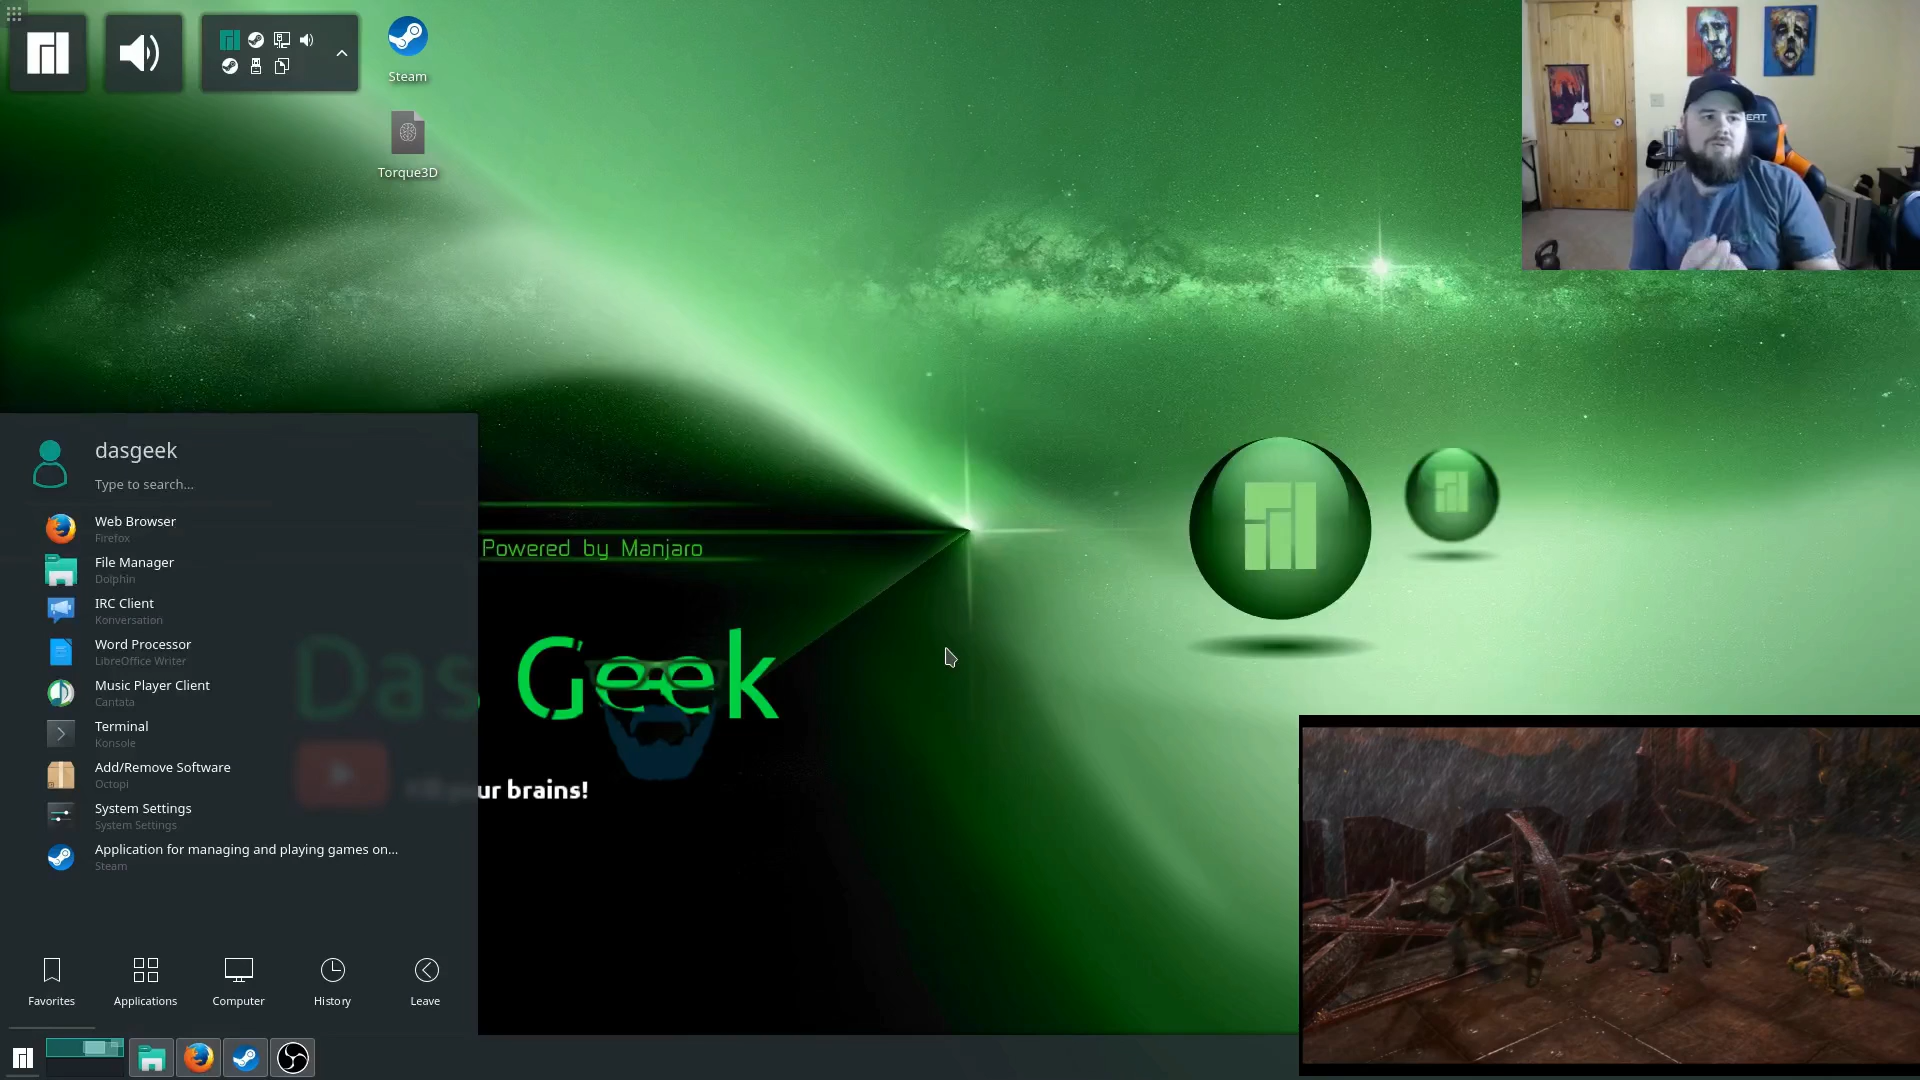 Steam
Torque3D
EAT
dasgeek
Type to search...
Web Browser
Firefox
File Manager
Dolphin
IRC Client
Konversation
Word Processor
LibreOffice Writer
Music Player Client
Cantata
Terminal
Konsole
Add/Remove Software
Octopi
System Settings
System Settings
Application for managing and playing games on...
Steam
Favorites
Applications
Computer
History
Leave
Powered by Manjaro
Das Geek
ur brains!